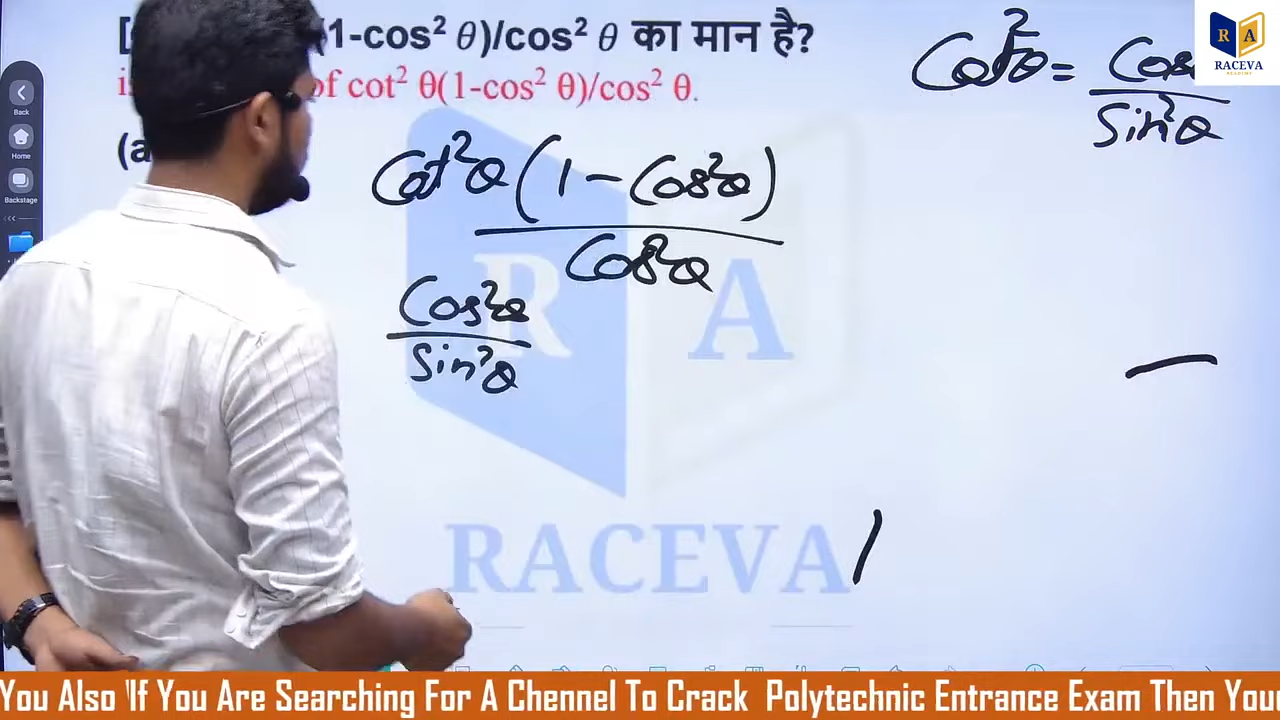 (1-cos² θ)/cos² θ का मान है?
of cot² θ(1-cos² θ)/cos² θ.
(a
Cot²θ =
Sin²θ
Cot²θ (1 - Cos²θ)
Cos²θ
Cos²θ
Sin²θ
R A
RACEVA
ACADEMY
Back
Home
Backstage
R A
RACEVA
You Also 'If You Are Searching For A Chennel To Crack Polytechnic Entrance Exam Then You